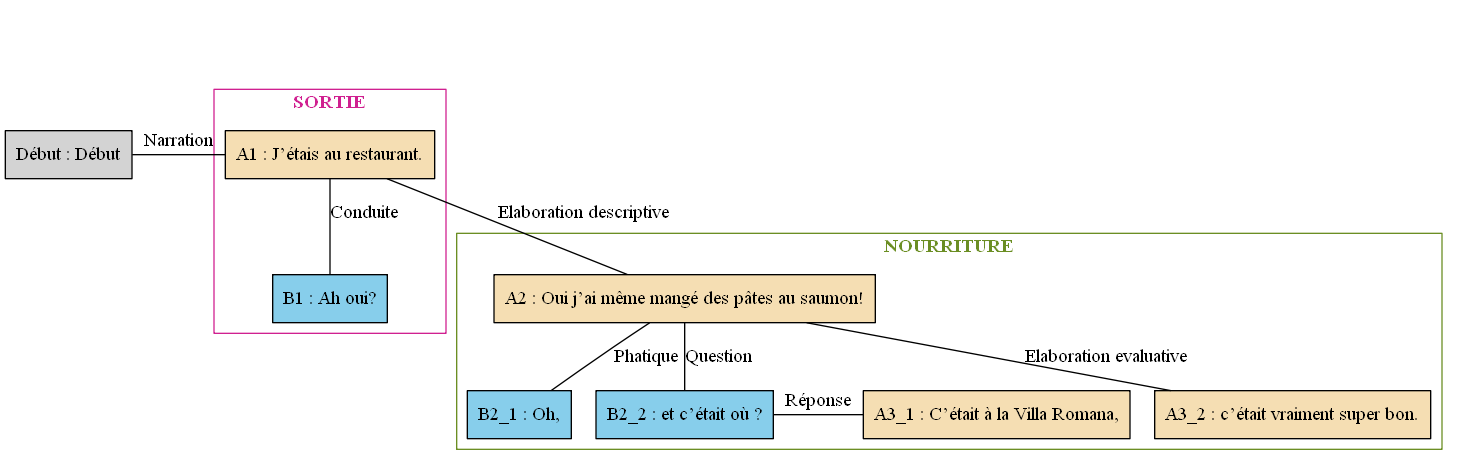 SORTIE
Début : Début
Narration
A1 : J’étais au restaurant.
Conduite
Elaboration descriptive
NOURRITURE
B1 : Ah oui?
A2 : Oui j’ai même mangé des pâtes au saumon!
Phatique
Question
Elaboration evaluative
B2_1 : Oh,
B2_2 : et c’était où ?
Réponse
A3_1 : C’était à la Villa Romana,
A3_2 : c’était vraiment super bon.